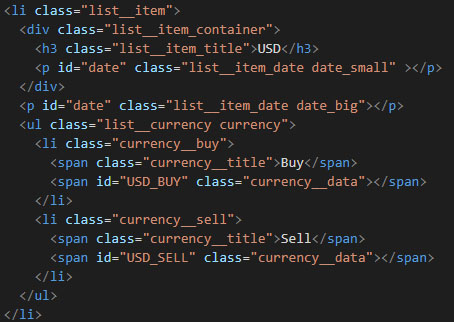 <li class="list__item">
<div class="list__item_container">
<h3 class="list__item_title">USD</h3>
<p id="date" class="list__item_date date_small" ></p>
</div>
<p id="date" class="list__item_date date_big"></p>
<ul class="list__currency currency">
<li class="currency__buy">
<span class="currency__title">Buy</span>
<span id="USD_BUY" class="currency__data"></span>
</li>
<li class="currency__sell">
<span class="currency__title">Sell</span>
<span id="USD_SELL" class="currency__data"></span>
</li>
</ul>
</li>